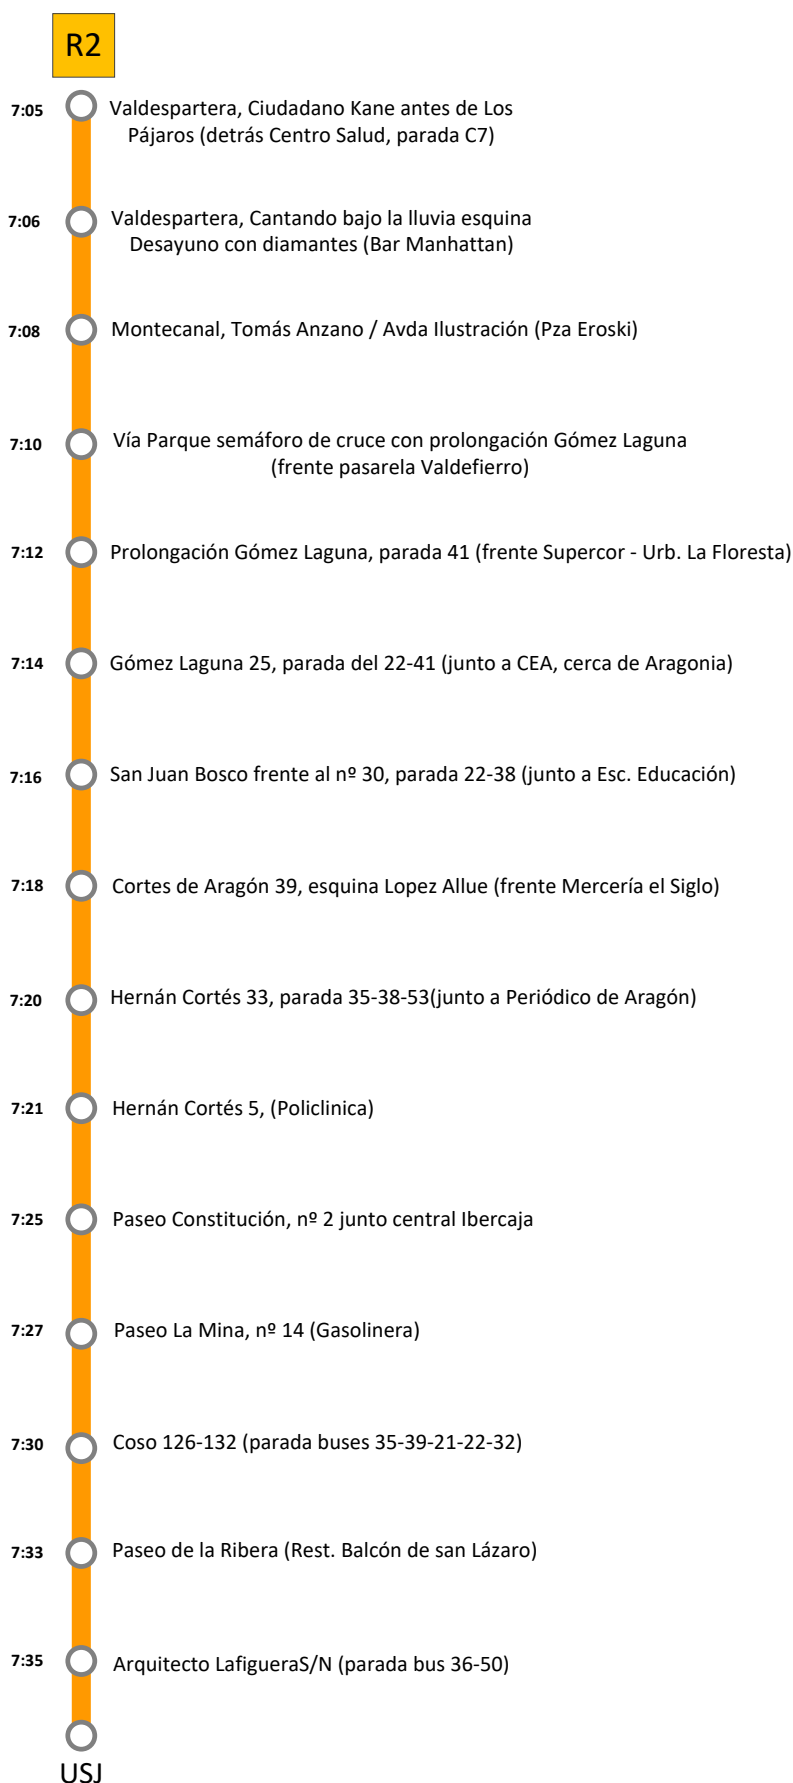 R2
7:05 Valdespartera, Ciudadano Kane antes de Los
Pájaros (detrás Centro Salud, parada C7)
7:06 Valdespartera, Cantando bajo la lluvia esquina
Desayuno con diamantes (Bar Manhattan)
7:08 Montecanal, Tomás Anzano / Avda Ilustración (Pza Eroski)
7:10 Vía Parque semáforo de cruce con prolongación Gómez Laguna
(frente pasarela Valdefierro)
7:12 Prolongación Gómez Laguna, parada 41 (frente Supercor - Urb. La Floresta)
7:14 Gómez Laguna 25, parada del 22-41 (junto a CEA, cerca de Aragonia)
7:16 San Juan Bosco frente al nº 30, parada 22-38 (junto a Esc. Educación)
7:18 Cortes de Aragón 39, esquina Lopez Allue (frente Mercería el Siglo)
7:20 Hernán Cortés 33, parada 35-38-53(junto a Periódico de Aragón)
7:21 Hernán Cortés 5, (Policlinica)
7:25 Paseo Constitución, nº 2 junto central Ibercaja
7:27 Paseo La Mina, nº 14 (Gasolinera)
7:30 Coso 126-132 (parada buses 35-39-21-22-32)
7:33 Paseo de la Ribera (Rest. Balcón de san Lázaro)
7:35 Arquitecto LafigueraS/N (parada bus 36-50)
USJ